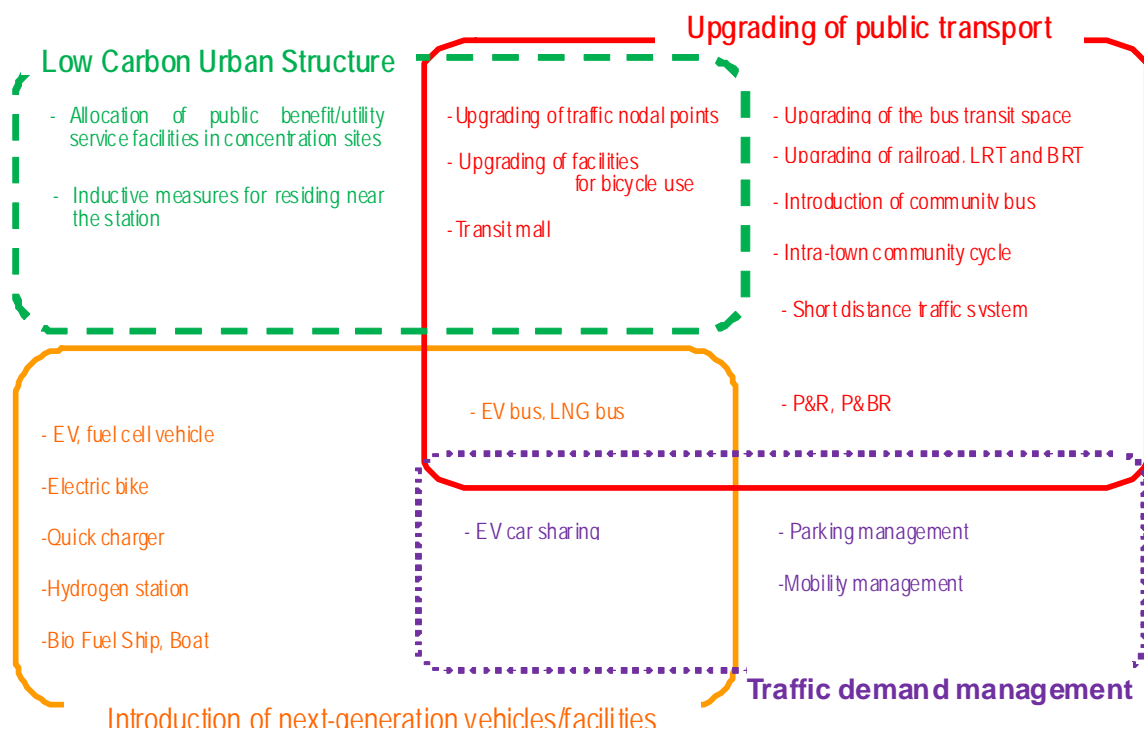 Upgrading of public transport
Low Carbon Urban Structure
- Allocation of public benefit/utility
service facilities in concentration sites
- Inductive measures for residing near
the station
-Upgrading of traffic nodal points
- Upgrading of facilities
for bicycle use
- Transit mall
- Upgrading of the bus transit space
- Upgrading of railroad, LRT and BRT
- Introduction of community bus
- Intra-town community cycle
- Short distance traffic system
- P&R, P&BR
- EV bus, LNG bus
- EV, fuel cell vehicle
-Electric bike
-Quick charger
-Hydrogen station
-Bio Fuel Ship, Boat
- EV car sharing
- Parking management
-Mobility management
Traffic demand management
Introduction of next-generation vehicles/facilities